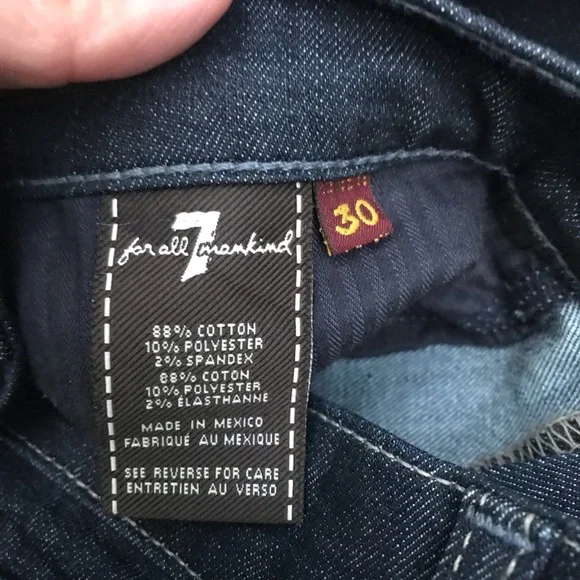 for all 7 mankind
30
88% COTTON
10% POLYESTER
2% SPANDEX
88% COTON
10% POLYESTER
2% ÉLASTHANNE
MADE IN MEXICO
FABRIQUÉ AU MEXIQUE
SEE REVERSE FOR CARE
ENTRETIEN AU VERSO